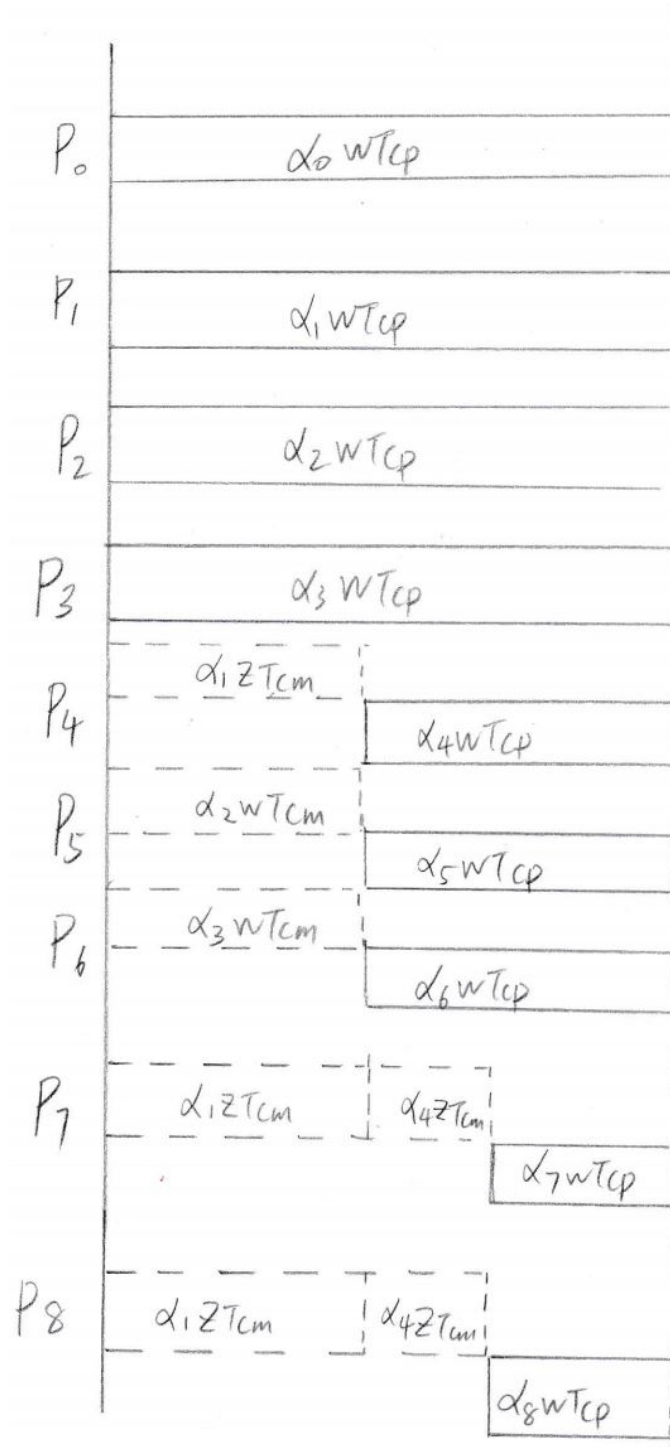 P₀ α₀wTcp
P₁ α₁wTcp
P₂ α₂wTcp
P₃ α₃wTcp
α₁zTcm
P₄ α₄wTcp
α₂wTcm
P₅ α₅wTcp
α₃wTcm
P₆ α₆wTcp
P₇ α₁zTcm α₄zTcm
α₇wTcp
P₈ α₁zTcm α₄zTcm
α₈wTcp